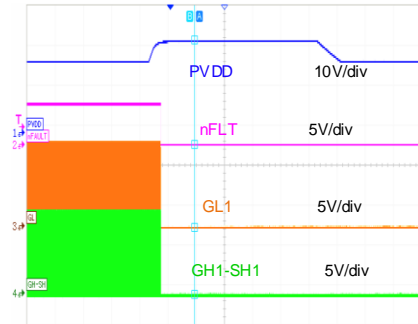 B A
PVDD 10V/div
T
1 PVDD
nFAULT
2
nFLT 5V/div
GL1 5V/div
GL
3
GH1-SH1 5V/div
GH-SH
4